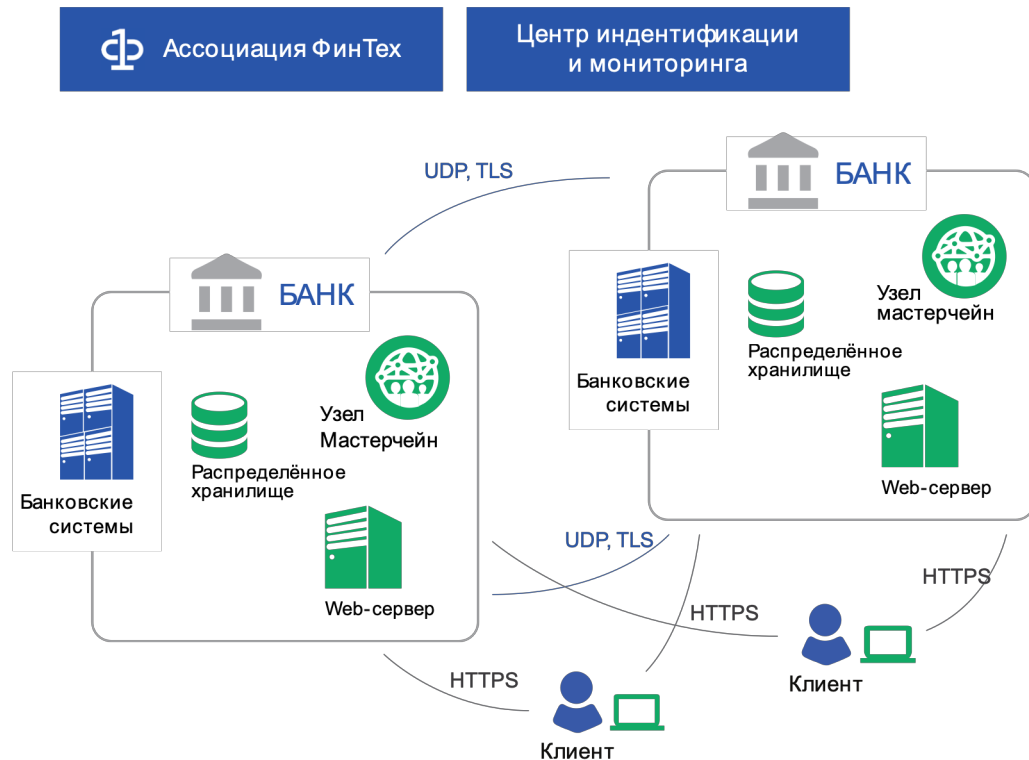 Ассоциация ФинТех
Центр индентификации
и мониторинга
UDP, TLS
БАНК
Узел
мастерчейн
Распределённое
хранилище
Банковские
системы
Web-сервер
БАНК
Узел
Мастерчейн
Распределённое
хранилище
Банковские
системы
Web-сервер
UDP, TLS
HTTPS
HTTPS
HTTPS
Клиент
Клиент